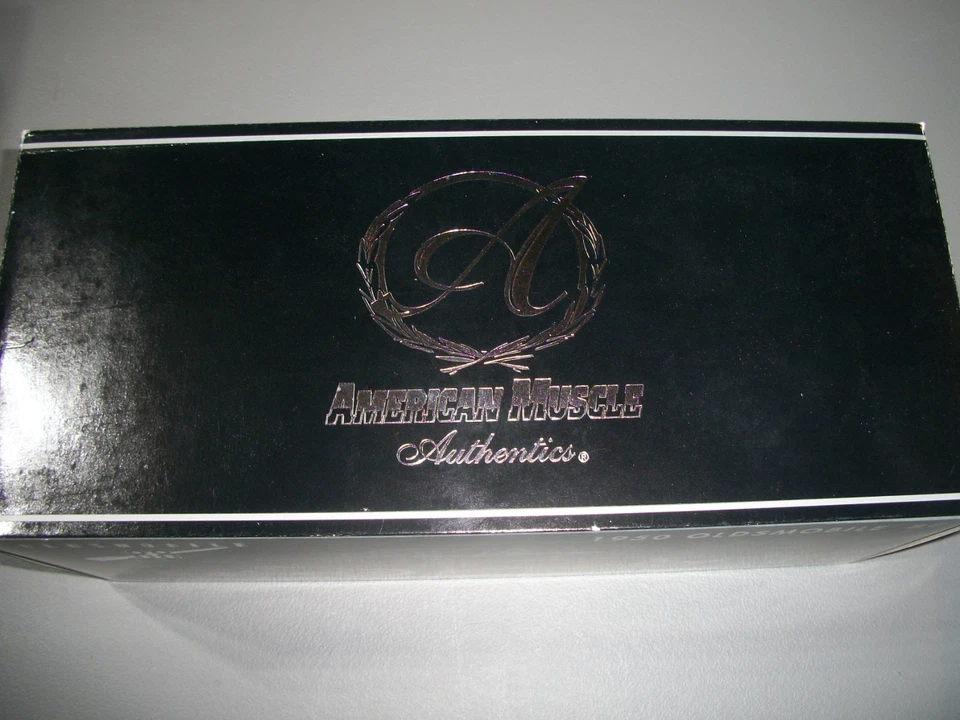 A
AMERICAN MUSCLE
Authentics®
1950 OLDSMOBILE